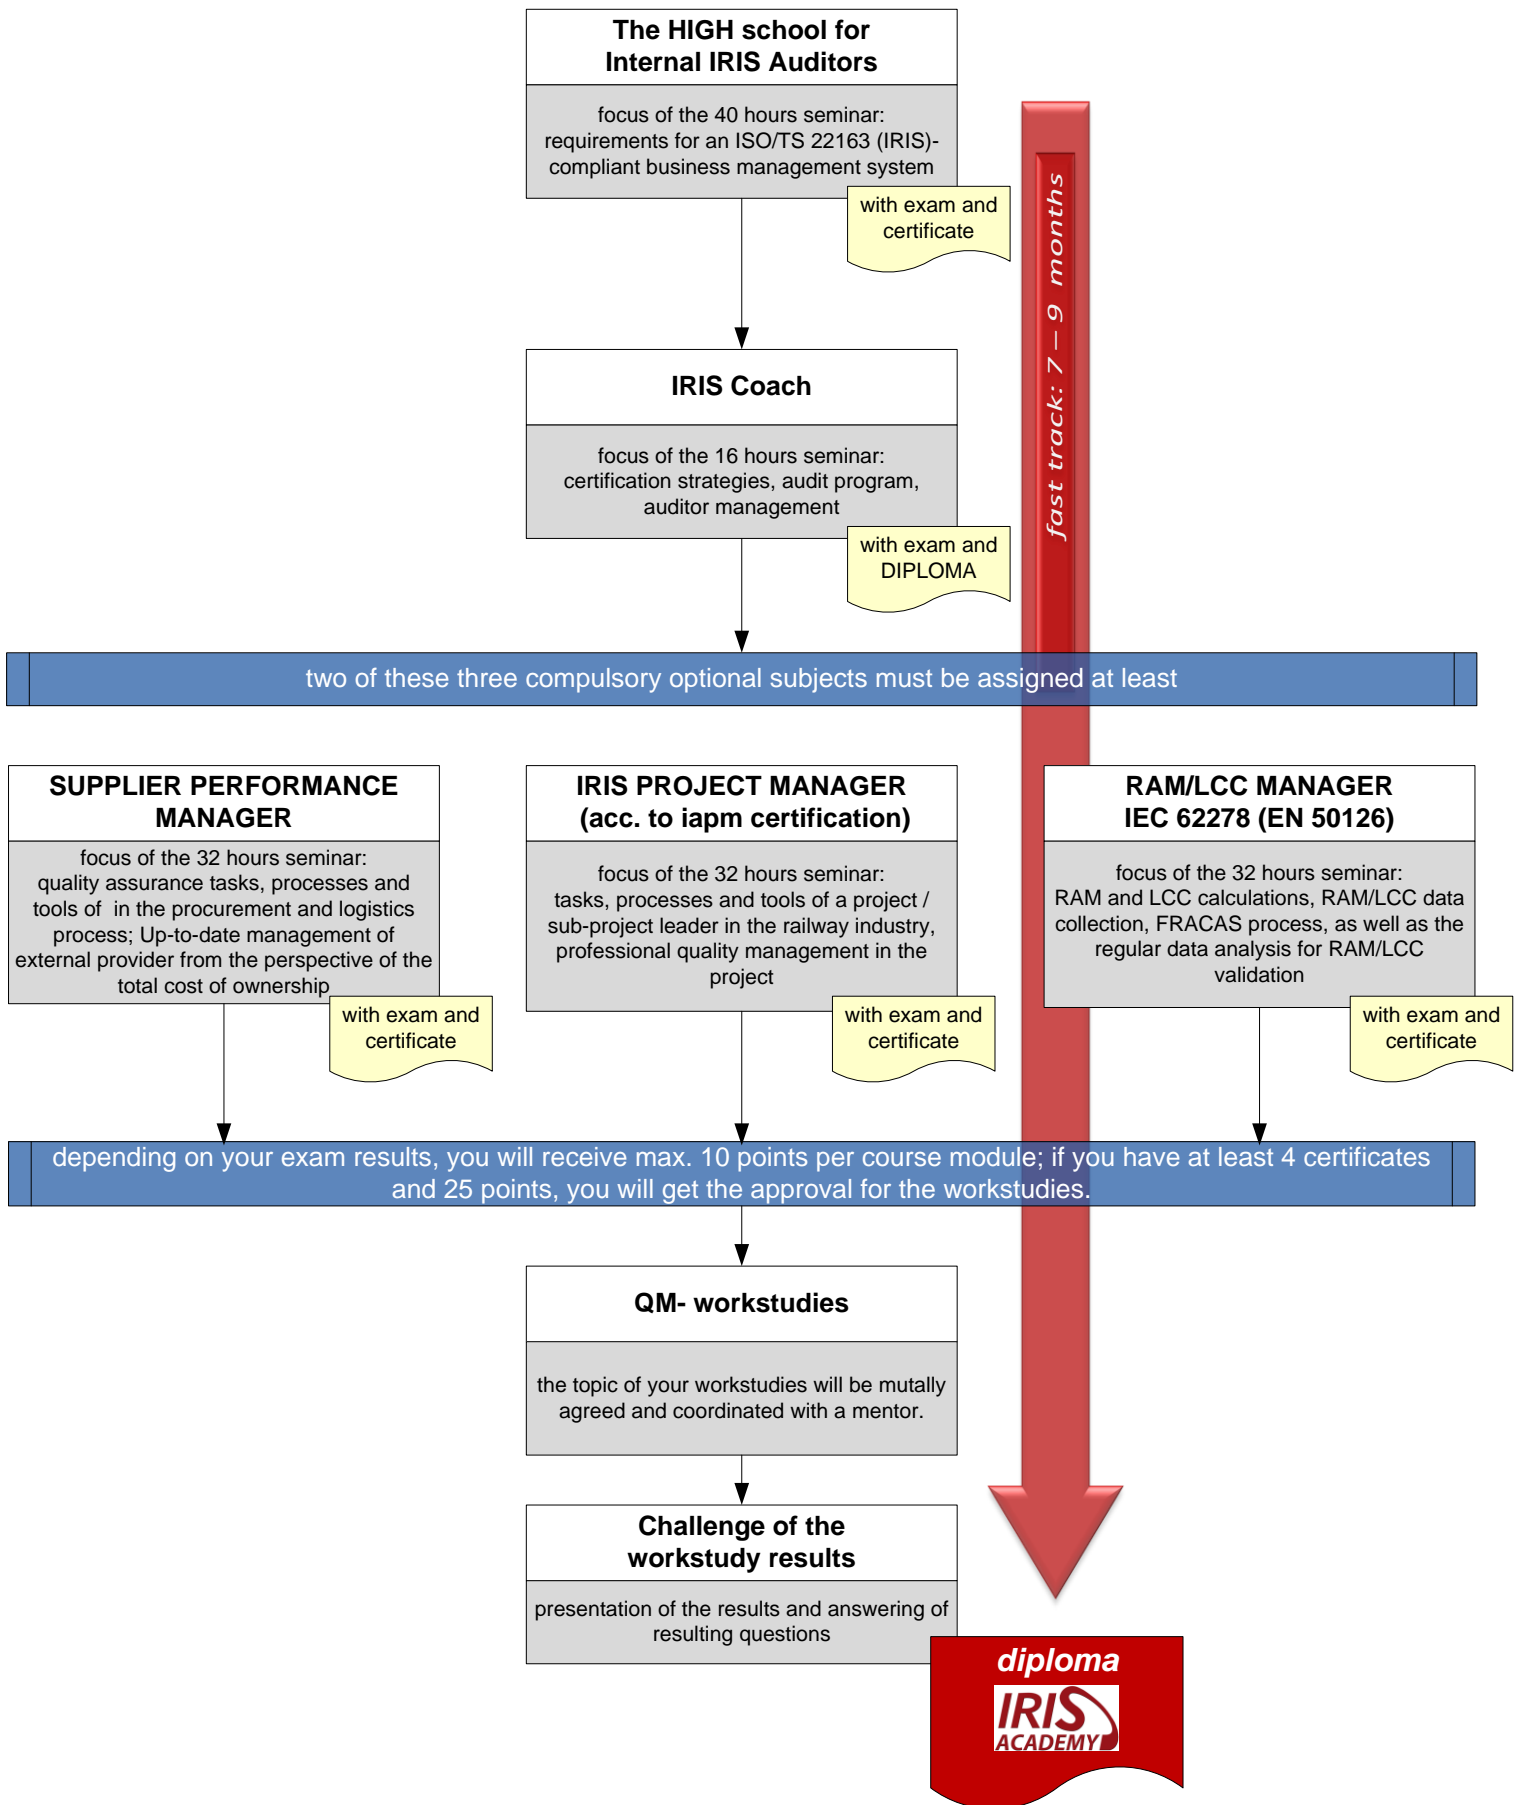 The HIGH school for
Internal IRIS Auditors
focus of the 40 hours seminar:
requirements for an ISO/TS 22163 (IRIS)-
compliant business management system
with exam and
certificate
fast track: 7 – 9 months
IRIS Coach
focus of the 16 hours seminar:
certification strategies, audit program,
auditor management
with exam and
DIPLOMA
two of these three compulsory optional subjects must be assigned at least
SUPPLIER PERFORMANCE
MANAGER
focus of the 32 hours seminar:
quality assurance tasks, processes and
tools of in the procurement and logistics
process; Up-to-date management of
external provider from the perspective of the
total cost of ownership
with exam and
certificate
IRIS PROJECT MANAGER
(acc. to iapm certification)
focus of the 32 hours seminar:
tasks, processes and tools of a project /
sub-project leader in the railway industry,
professional quality management in the
project
with exam and
certificate
RAM/LCC MANAGER
IEC 62278 (EN 50126)
focus of the 32 hours seminar:
RAM and LCC calculations, RAM/LCC data
collection, FRACAS process, as well as the
regular data analysis for RAM/LCC
validation
with exam and
certificate
depending on your exam results, you will receive max. 10 points per course module; if you have at least 4 certificates
and 25 points, you will get the approval for the workstudies.
QM- workstudies
the topic of your workstudies will be mutally
agreed and coordinated with a mentor.
Challenge of the
workstudy results
presentation of the results and answering of
resulting questions
diploma
IRIS
ACADEMY